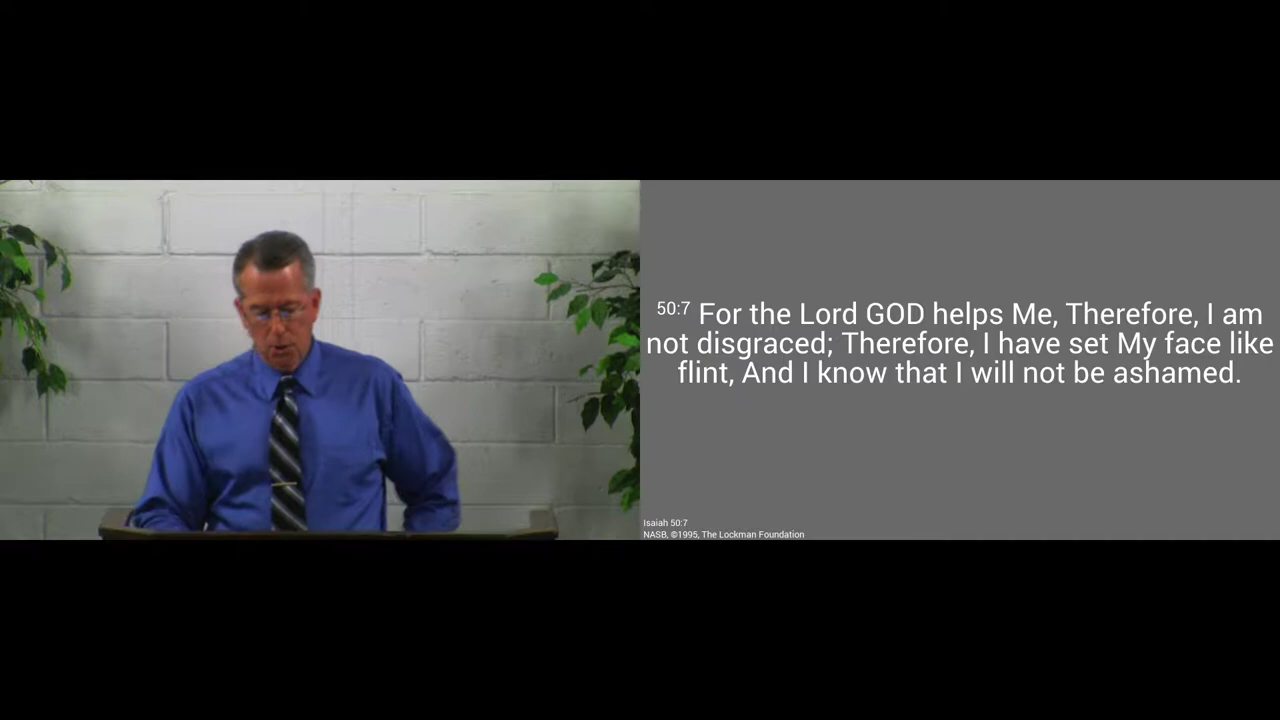 50:7 For the Lord GOD helps Me, Therefore, I am
not disgraced; Therefore, I have set My face like
flint, And I know that I will not be ashamed.
Isaiah 50:7
NASB, ©1995, The Lockman Foundation